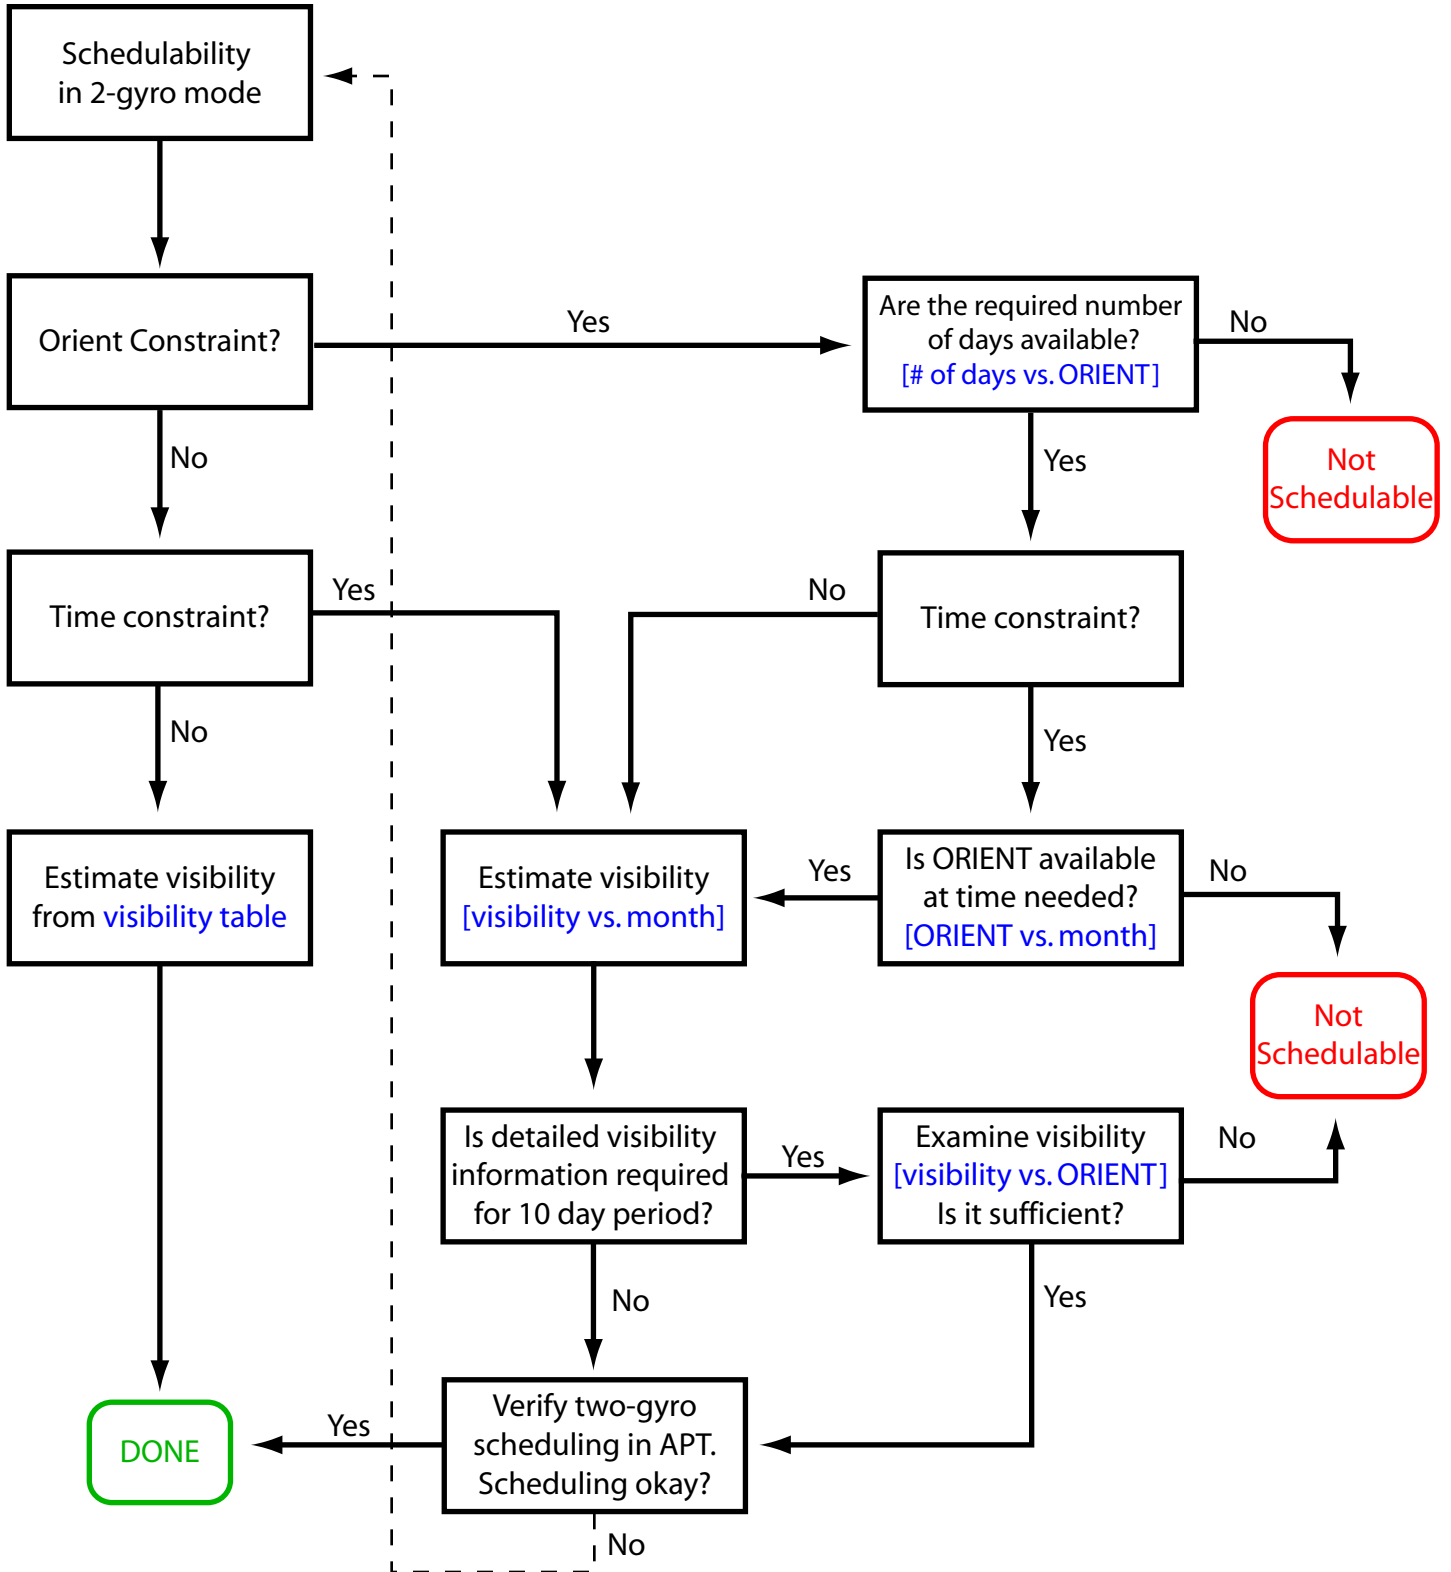 Schedulability
in 2-gyro mode
Orient Constraint?
Yes
Are the required number
of days available?
[# of days vs. ORIENT]
No
Not
Schedulable
No
Yes
Time constraint?
Yes
No
Time constraint?
No
Yes
Estimate visibility
from visibility table
Estimate visibility
[visibility vs. month]
Yes
Is ORIENT available
at time needed?
[ORIENT vs. month]
No
Not
Schedulable
Is detailed visibility
information required
for 10 day period?
Yes
Examine visibility
[visibility vs. ORIENT]
Is it sufficient?
No
No
Yes
DONE
Yes
Verify two-gyro
scheduling in APT.
Scheduling okay?
No